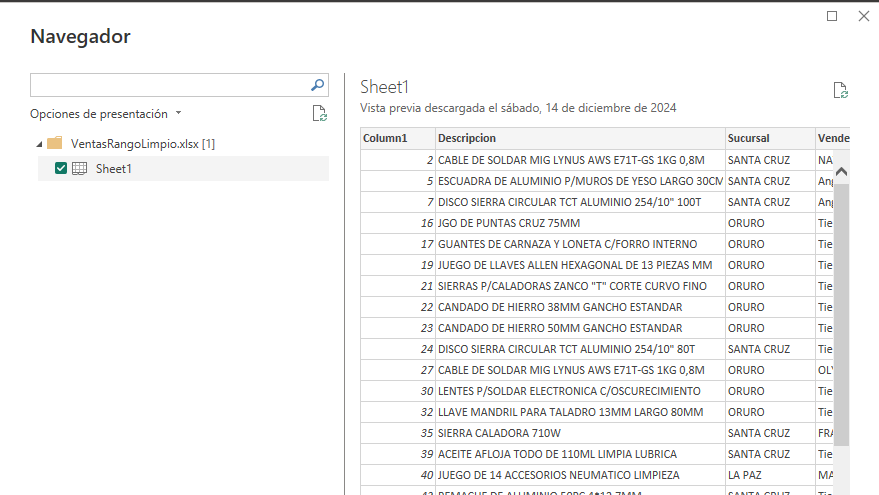 Navegador
Opciones de presentación
VentasRangoLimpio.xlsx [1]
Sheet1
Sheet1
Vista previa descargada el sábado, 14 de diciembre de 2024
Column1 Descripcion Sucursal Vende
2 CABLE DE SOLDAR MIG LYNUS AWS E71T-GS 1KG 0,8M SANTA CRUZ NA
5 ESCUADRA DE ALUMINIO P/MUROS DE YESO LARGO 30CM SANTA CRUZ Ang
7 DISCO SIERRA CIRCULAR TCT ALUMINIO 254/10" 100T SANTA CRUZ Ang
16 JGO DE PUNTAS CRUZ 75MM ORURO Tie
17 GUANTES DE CARNAZA Y LONETA C/FORRO INTERNO ORURO Tie
19 JUEGO DE LLAVES ALLEN HEXAGONAL DE 13 PIEZAS MM ORURO Tie
21 SIERRAS P/CALADORAS ZANCO "T" CORTE CURVO FINO ORURO Tie
22 CANDADO DE HIERRO 38MM GANCHO ESTANDAR ORURO Tie
23 CANDADO DE HIERRO 50MM GANCHO ESTANDAR ORURO Tie
24 DISCO SIERRA CIRCULAR TCT ALUMINIO 254/10" 80T SANTA CRUZ Tie
27 CABLE DE SOLDAR MIG LYNUS AWS E71T-GS 1KG 0,8M ORURO OLY
30 LENTES P/SOLDAR ELECTRONICA C/OSCURECIMIENTO ORURO Tie
32 LLAVE MANDRIL PARA TALADRO 13MM LARGO 80MM ORURO Tie
35 SIERRA CALADORA 710W SANTA CRUZ FRA
39 ACEITE AFLOJA TODO DE 110ML LIMPIA LUBRICA SANTA CRUZ Tie
40 JUEGO DE 14 ACCESORIOS NEUMATICO LIMPIEZA LA PAZ MA
SANTA CRUZ Tie